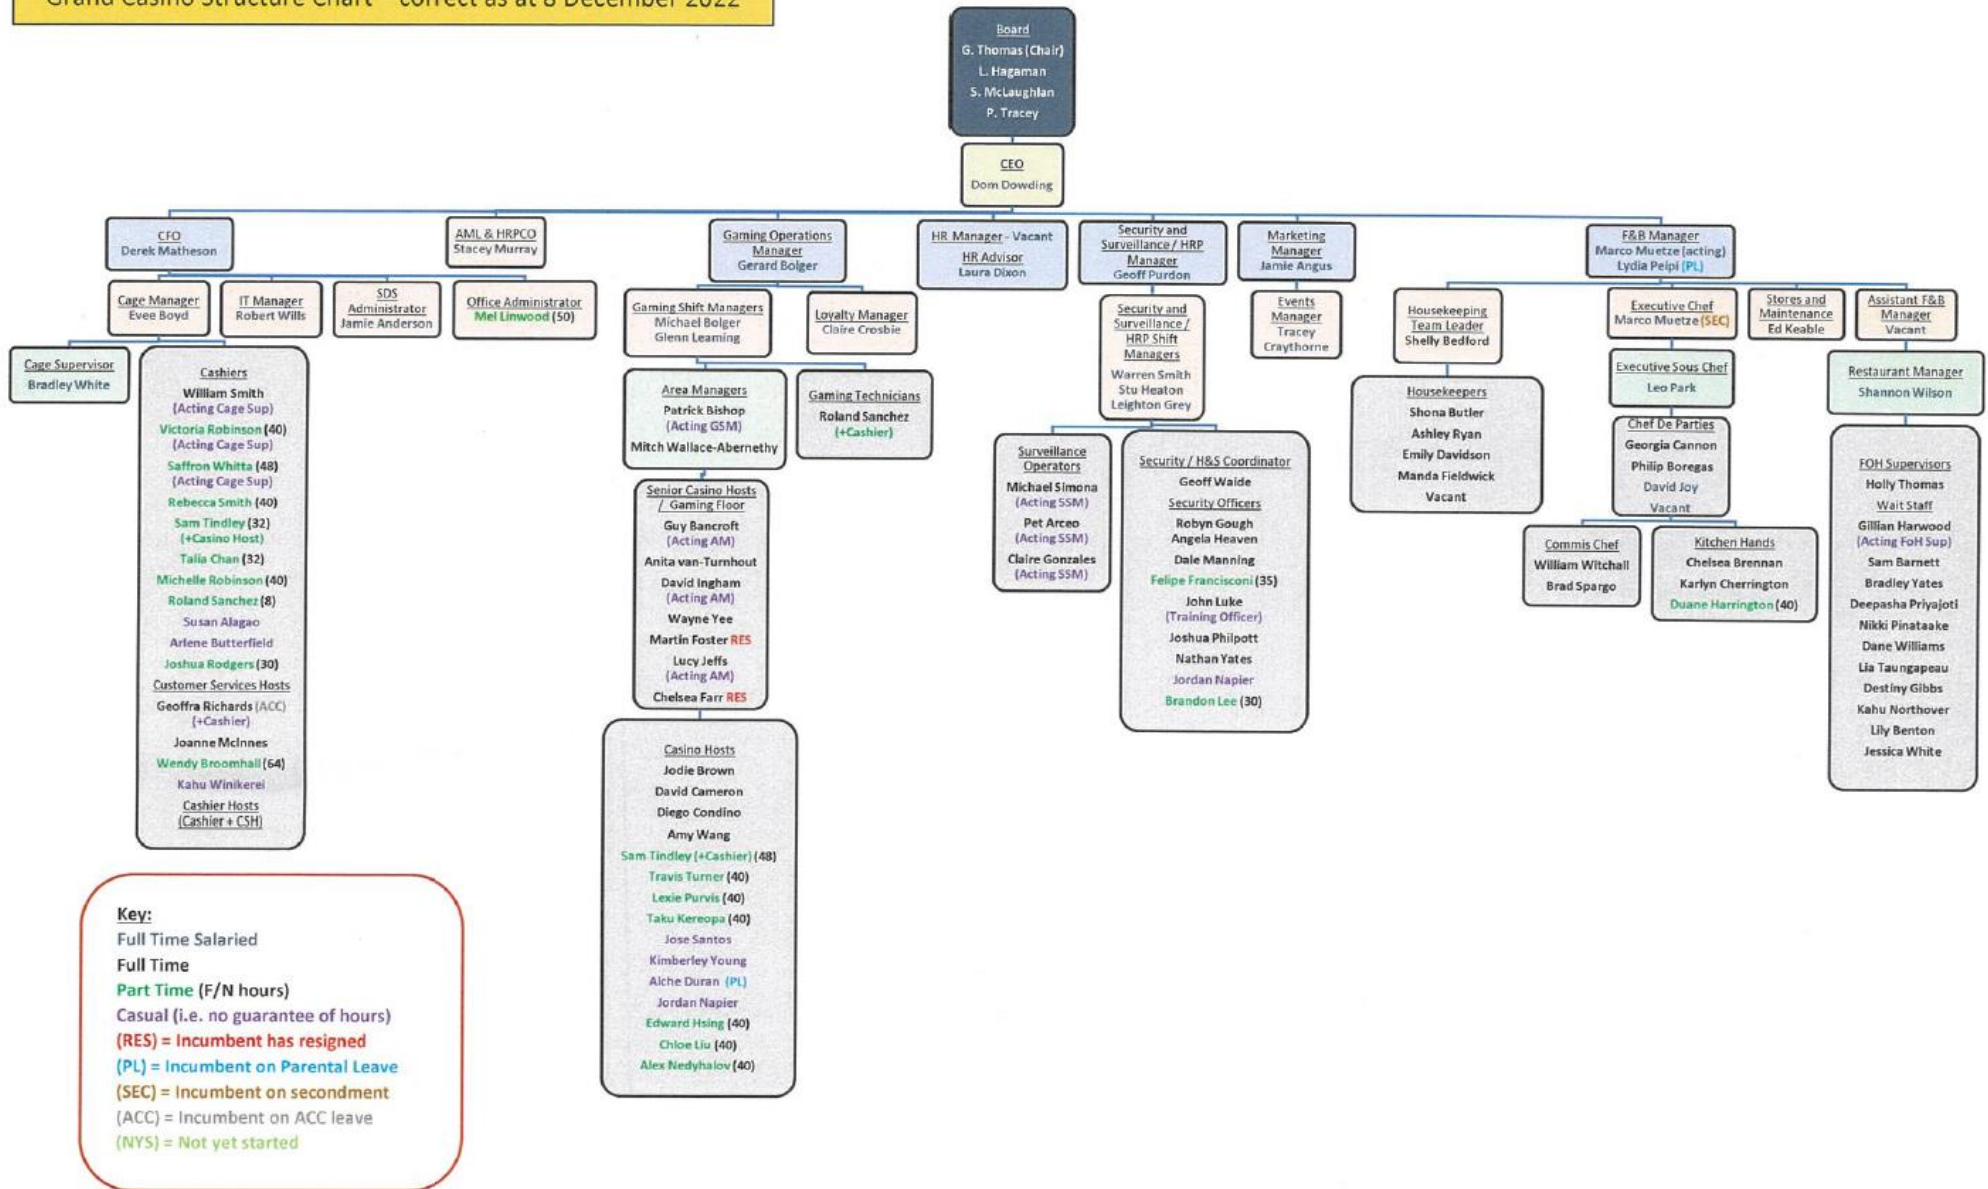 Grand Casino Structure Chart - correct as at 8 December 2022
Board
G. Thomas (Chair)
L. Hagaman
S. McLaughlan
P. Tracey
CEO
Dom Dowding
CFO
Derek Matheson
AML & HRPCO
Stacey Murray
Gaming Operations
Manager
Gerard Bolger
HR Manager - Vacant
HR Advisor
Laura Dixon
Security and
Surveillance / HRP
Manager
Geoff Purdon
Marketing
Manager
Jamie Angus
F&B Manager
Marco Muetze (acting)
Lydia Peipi (PL)
Cage Manager
Evee Boyd
IT Manager
Robert Wills
SDS
Administrator
Jamie Anderson
Office Administrator
Mel Linwood (50)
Gaming Shift Managers
Michael Bolger
Glenn Leaming
Loyalty Manager
Claire Crosbie
Security and
Surveillance /
HRP Shift
Managers
Warren Smith
Stu Heaton
Leighton Grey
Events
Manager
Tracey
Craythorne
Housekeeping
Team Leader
Shelly Bedford
Executive Chef
Marco Muetze (SEC)
Stores and
Maintenance
Ed Keable
Assistant F&B
Manager
Vacant
Cage Supervisor
Bradley White
Cashiers
William Smith
(Acting Cage Sup)
Victoria Robinson (40)
(Acting Cage Sup)
Saffron Whitta (48)
(Acting Cage Sup)
Rebecca Smith (40)
Sam Tindley (32)
(+Casino Host)
Talia Chan (32)
Michelle Robinson (40)
Roland Sanchez (8)
Susan Alagao
Arlene Butterfield
Joshua Rodgers (30)
Customer Services Hosts
Geoffra Richards (ACC)
(+Cashier)
Joanne McInnes
Wendy Broomhall (64)
Kahu Winikerei
Cashier Hosts
(Cashier + CSH)
Area Managers
Patrick Bishop
(Acting GSM)
Mitch Wallace-Abernethy
Gaming Technicians
Roland Sanchez
(+Cashier)
Senior Casino Hosts
/ Gaming Floor
Guy Bancroft
(Acting AM)
Anita van-Turnhout
David Ingham
(Acting AM)
Wayne Yee
Martin Foster RES
Lucy Jeffs
(Acting AM)
Chelsea Farr RES
Casino Hosts
Jodie Brown
David Cameron
Diego Condino
Amy Wang
Sam Tindley (+Cashier) (48)
Travis Turner (40)
Lexie Purvis (40)
Taku Kereopa (40)
Jose Santos
Kimberley Young
Alche Duran (PL)
Jordan Napier
Edward Hsing (40)
Chloe Liu (40)
Alex Nedyhalov (40)
Surveillance
Operators
Michael Simona
(Acting SSM)
Pet Arceo
(Acting SSM)
Claire Gonzales
(Acting SSM)
Security / H&S Coordinator
Geoff Waide
Security Officers
Robyn Gough
Angela Heaven
Dale Manning
Felipe Francisconi (35)
John Luke
(Training Officer)
Joshua Philpott
Nathan Yates
Jordan Napier
Brandon Lee (30)
Housekeepers
Shona Butler
Ashley Ryan
Emily Davidson
Manda Fieldwick
Vacant
Executive Sous Chef
Leo Park
Chef De Parties
Georgia Cannon
Philip Boregas
David Joy
Vacant
Commis Chef
William Witchall
Brad Spargo
Kitchen Hands
Chelsea Brennan
Karlyn Cherrington
Duane Harrington (40)
Restaurant Manager
Shannon Wilson
FOH Supervisors
Holly Thomas
Wait Staff
Gillian Harwood
(Acting FoH Sup)
Sam Barnett
Bradley Yates
Deepasha Priyajoti
Nikki Pinataake
Dane Williams
Lia Taungapeau
Destiny Gibbs
Kahu Northover
Lily Benton
Jessica White
Key:
Full Time Salaried
Full Time
Part Time (F/N hours)
Casual (i.e. no guarantee of hours)
(RES) = Incumbent has resigned
(PL) = Incumbent on Parental Leave
(SEC) = Incumbent on secondment
(ACC) = Incumbent on ACC leave
(NYS) = Not yet started